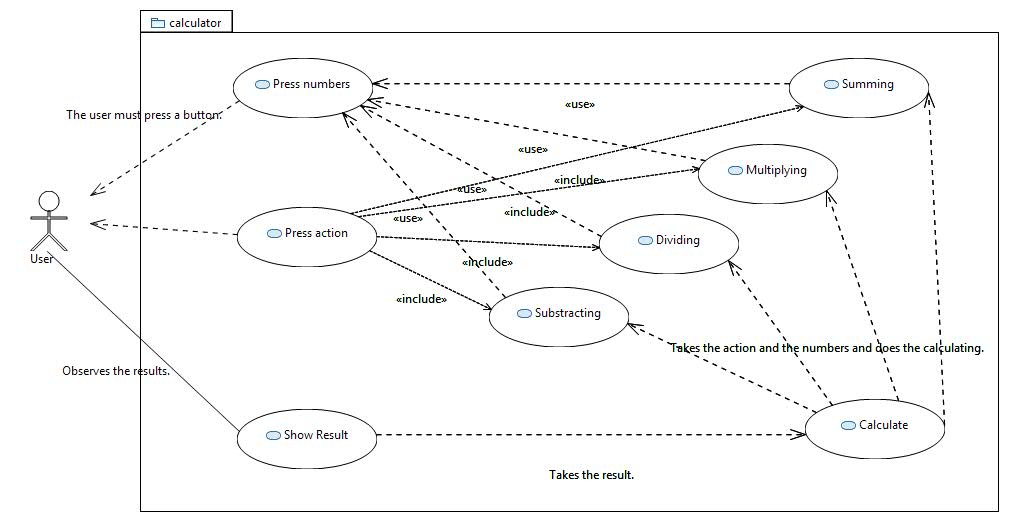 calculator
Press numbers
Summing
«use»
The user must press a button.
«use»
Multiplying
«include»
«use»
«include»
«use»
Press action
Dividing
User
«include»
«include»
Substracting
Takes the action and the numbers and does the calculating.
Observes the results.
Calculate
Show Result
Takes the result.